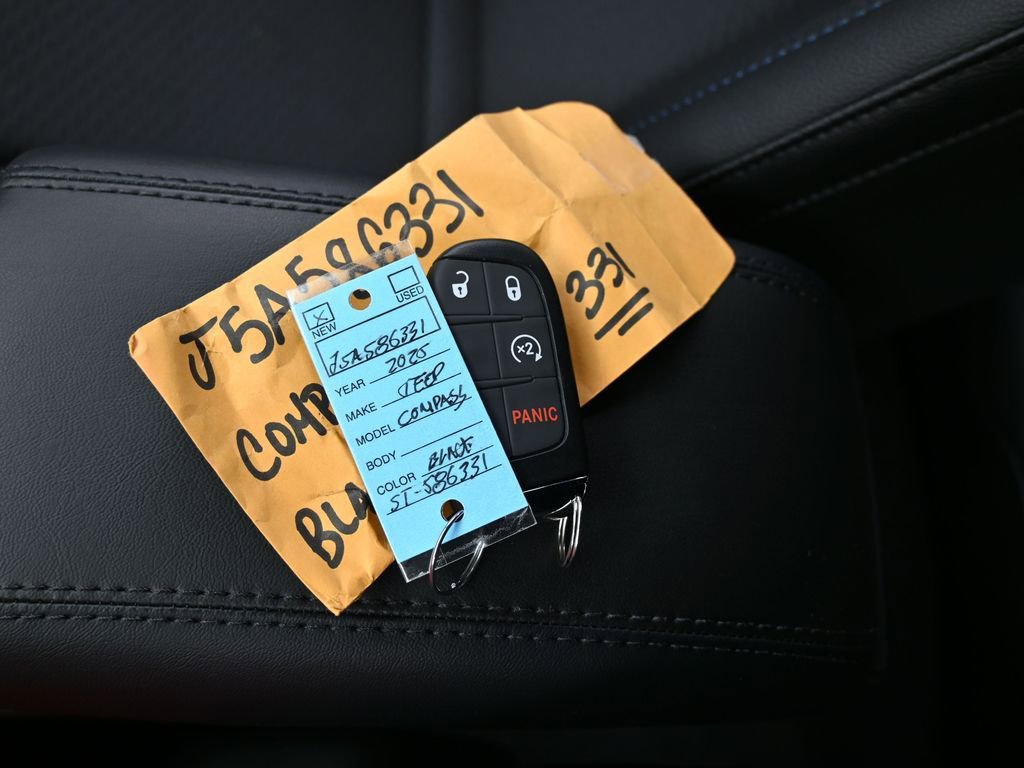 J5A586331
COMP
BLA
331
NEW
USED
J5A586331
YEAR 2025
MAKE JEEP
MODEL COMPASS
BODY
COLOR BLACK
ST-586331
x2
PANIC